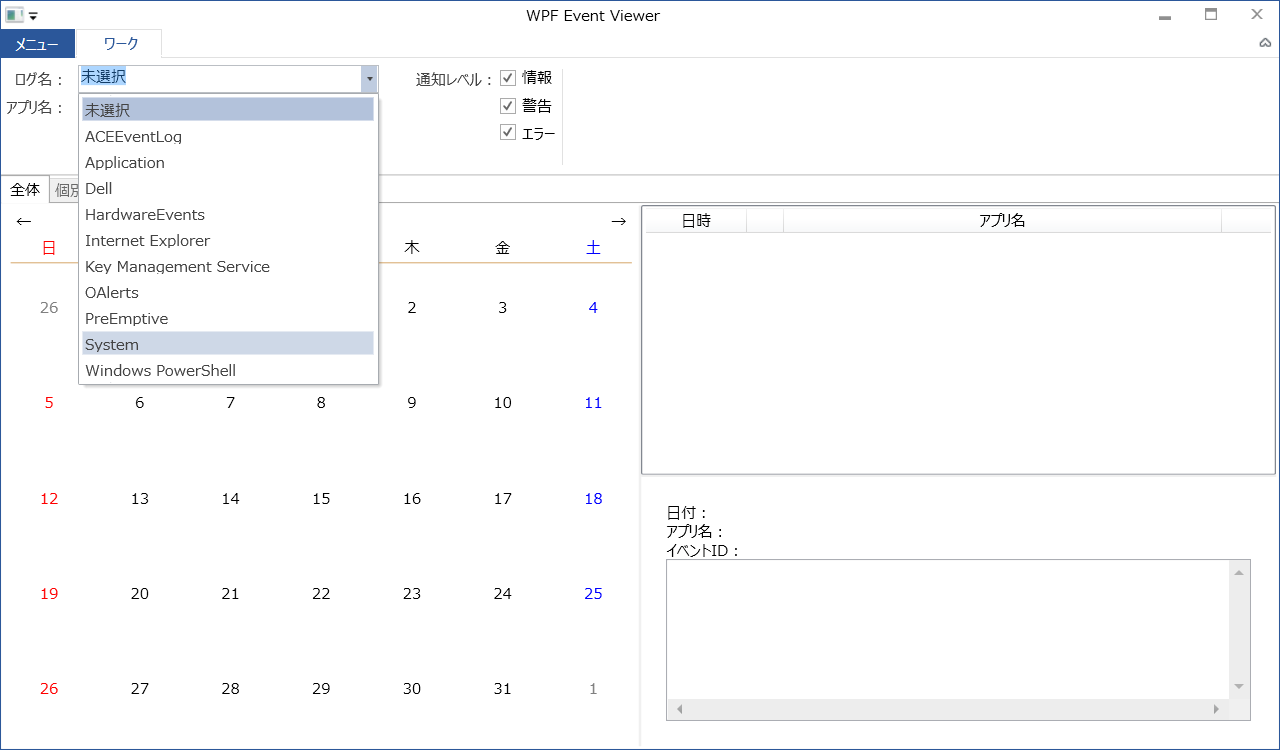 WPF Event Viewer
メニュー ワーク
ログ名： 未選択 通知レベル： 情報
アプリ名： 警告
エラー
未選択
ACEEventLog
Application
Dell
HardwareEvents
Internet Explorer
Key Management Service
OAlerts
PreEmptive
System
Windows PowerShell
全体 個別
← →
日 木 金 土
26 2 3 4
5 6 7 8 9 10 11
12 13 14 15 16 17 18
19 20 21 22 23 24 25
26 27 28 29 30 31 1
日時 アプリ名
日付：
アプリ名：
イベントID：